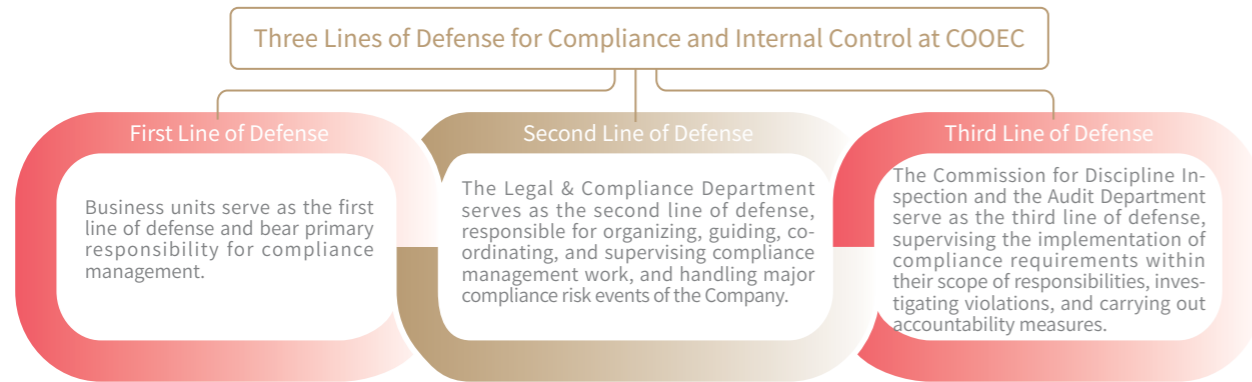 Three Lines of Defense for Compliance and Internal Control at COOEC
First Line of Defense
Business units serve as the first
line of defense and bear primary
responsibility for compliance
management.
Second Line of Defense
The Legal & Compliance Department
serves as the second line of defense,
responsible for organizing, guiding, co-
ordinating, and supervising compliance
management work, and handling major
compliance risk events of the Company.
Third Line of Defense
The Commission for Discipline In-
spection and the Audit Department
serve as the third line of defense,
supervising the implementation of
compliance requirements within
their scope of responsibilities, inves-
tigating violations, and carrying out
accountability measures.